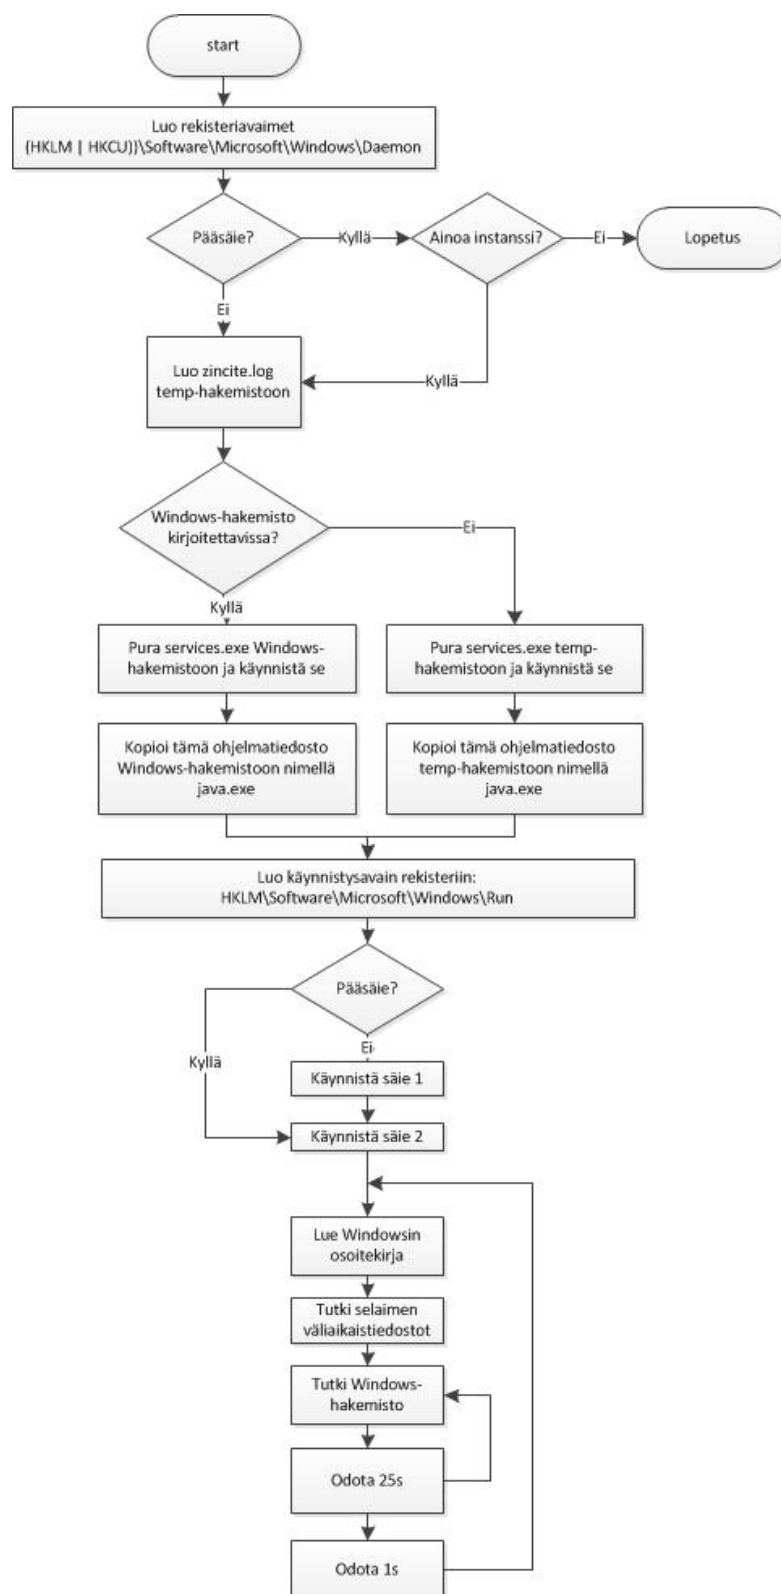 start
Luo rekisteriavaimet
(HKLM | HKCU))\Software\Microsoft\Windows\Daemon
Pääsäie?
Kyllä
Ainoa instanssi?
Ei
Lopetus
Ei
Luo zincite.log
temp-hakemistoon
Kyllä
Windows-hakemisto
kirjoitettavissa?
Ei
Kyllä
Pura services.exe Windows-
hakemistoon ja käynnistä se
Pura services.exe temp-
hakemistoon ja käynnistä se
Kopioi tämä ohjelmatiedosto
Windows-hakemistoon nimellä
java.exe
Kopioi tämä ohjelmatiedosto
temp-hakemistoon nimellä
java.exe
Luo käynnistysavain rekisteriin:
HKLM\Software\Microsoft\Windows\Run
Pääsäie?
Ei
Kyllä
Käynnistä säie 1
Käynnistä säie 2
Lue Windowsin
osoitekirja
Tutki selaimen
väliaikaistiedostot
Tutki Windows-
hakemisto
Odota 25s
Odota 1s